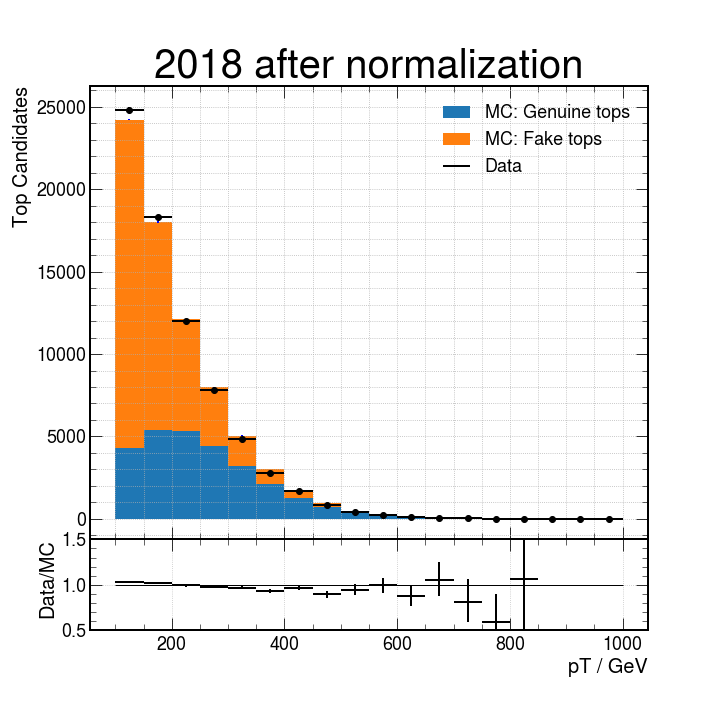 2018 after normalization
Top Candidates
25000
20000
15000
10000
5000
0
MC: Genuine tops
MC: Fake tops
Data
Data/MC
1.5
1.0
0.5
200
400
600
800
1000
pT / GeV